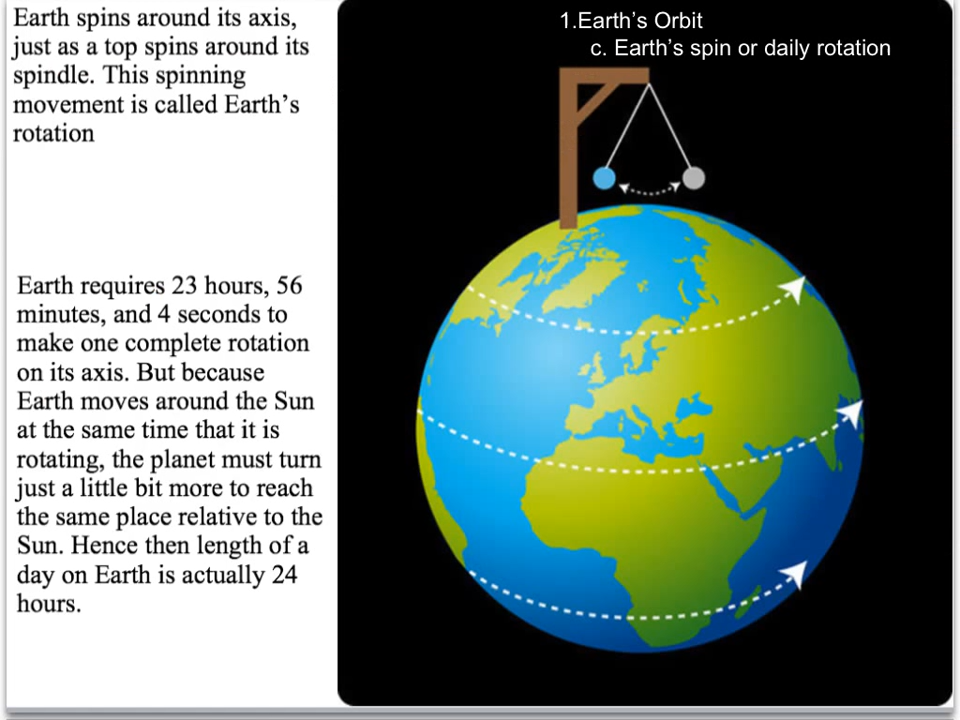 Earth spins around its axis,
just as a top spins around its
spindle. This spinning
movement is called Earth’s
rotation
Earth requires 23 hours, 56
minutes, and 4 seconds to
make one complete rotation
on its axis. But because
Earth moves around the Sun
at the same time that it is
rotating, the planet must turn
just a little bit more to reach
the same place relative to the
Sun. Hence then length of a
day on Earth is actually 24
hours.
1.Earth’s Orbit
c. Earth’s spin or daily rotation